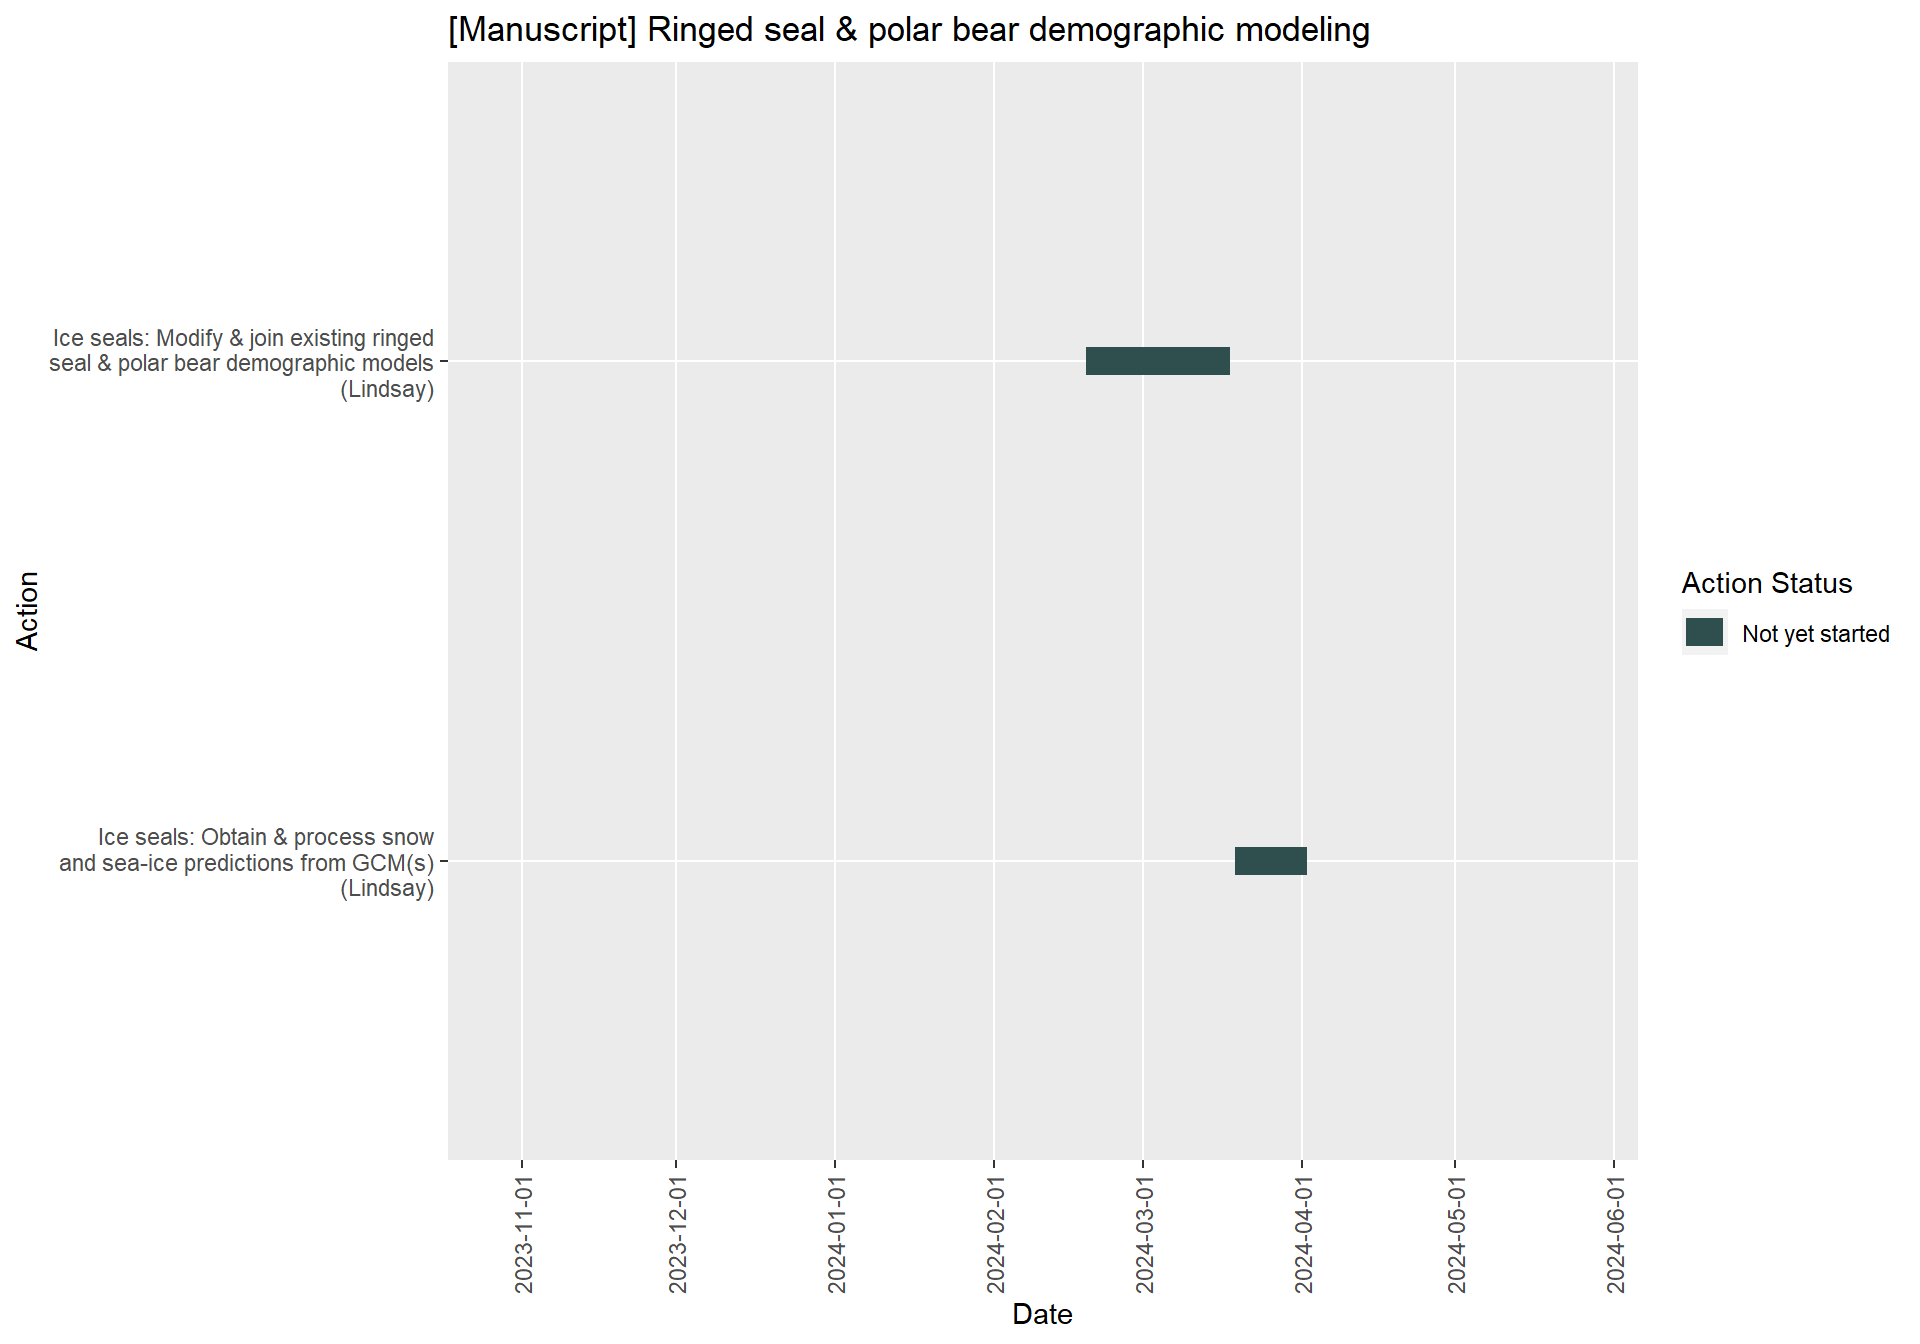 [Manuscript] Ringed seal & polar bear demographic modeling
Ice seals: Modify & join existing ringed
seal & polar bear demographic models
(Lindsay)
Action
Ice seals: Obtain & process snow
and sea-ice predictions from GCM(s)
(Lindsay)
Action Status
Not yet started
2023-11-01
2023-12-01
2024-01-01
2024-02-01
2024-03-01
2024-04-01
2024-05-01
2024-06-01
Date